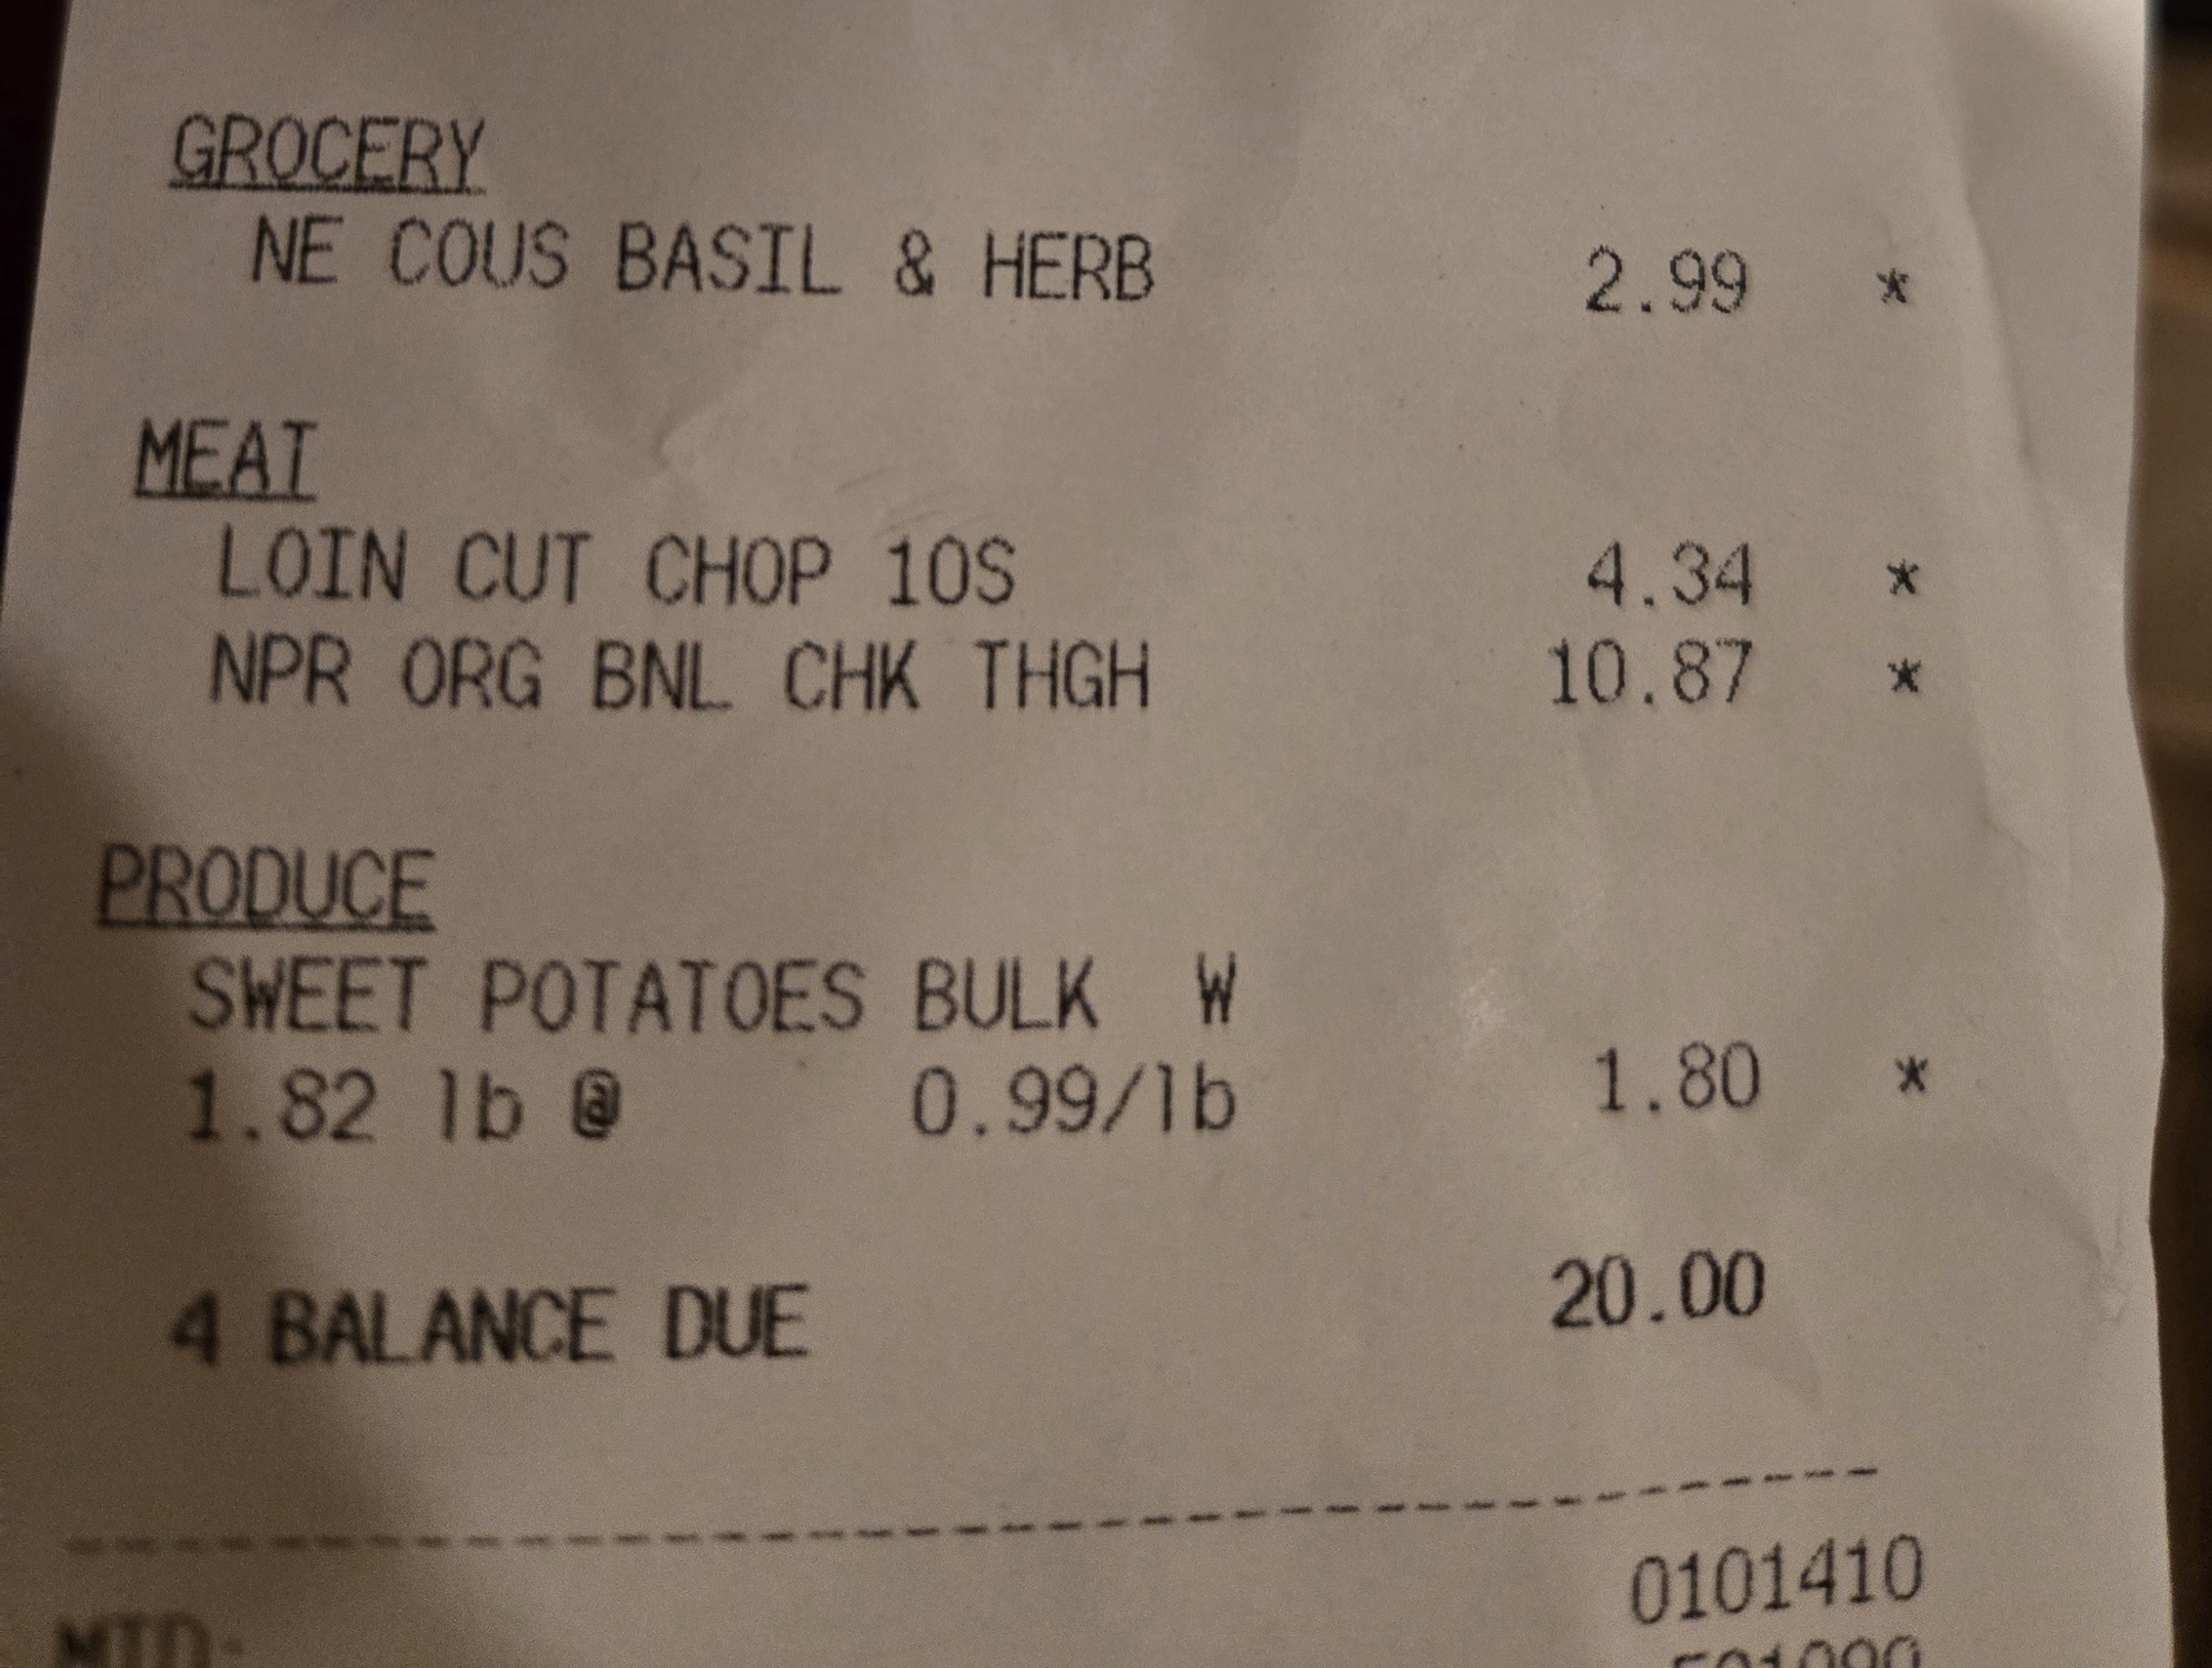 GROCERY
NE COUS BASIL & HERB 2.99 *
MEAT
LOIN CUT CHOP 10S 4.34 *
NPR ORG BNL CHK THGH 10.87 *
PRODUCE
SWEET POTATOES BULK W
1.82 lb @ 0.99/lb 1.80 *
4 BALANCE DUE 20.00
--------------------------------------
0101410
MID: